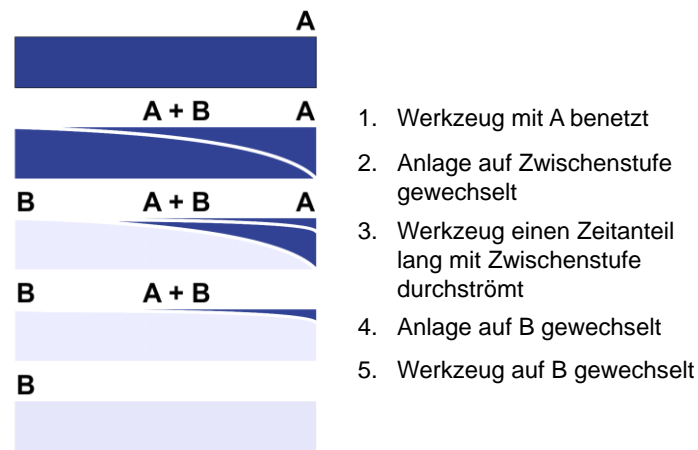 A
A + B A
B A + B A
B A + B
B
1. Werkzeug mit A benetzt
2. Anlage auf Zwischenstufe
gewechselt
3. Werkzeug einen Zeitanteil
lang mit Zwischenstufe
durchströmt
4. Anlage auf B gewechselt
5. Werkzeug auf B gewechselt